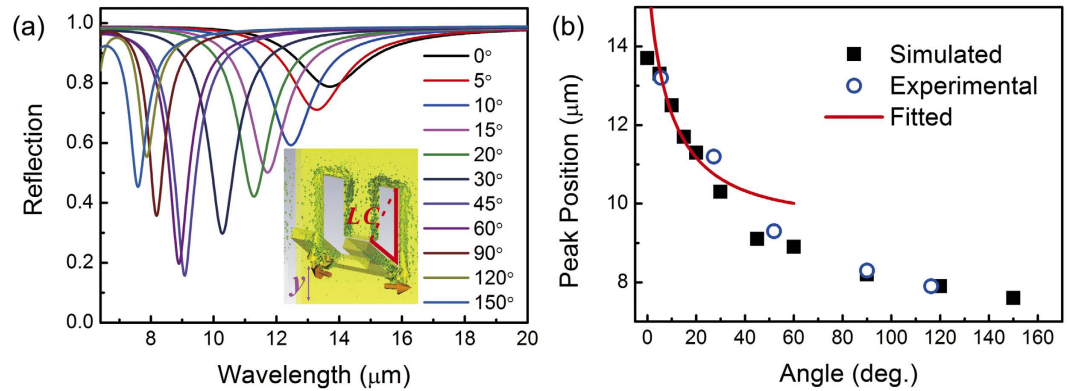 (a)
1.0
0.8
0.6
0.4
0.2
0.0
Reflection
8 10 12 14 16 18 20
Wavelength (μm)
0°
5°
10°
15°
20°
30°
45°
60°
90°
120°
150°
LC
y
(b)
14
12
10
8
Peak Position (μm)
0 20 40 60 80 100 120 140 160
Angle (deg.)
Simulated
Experimental
Fitted